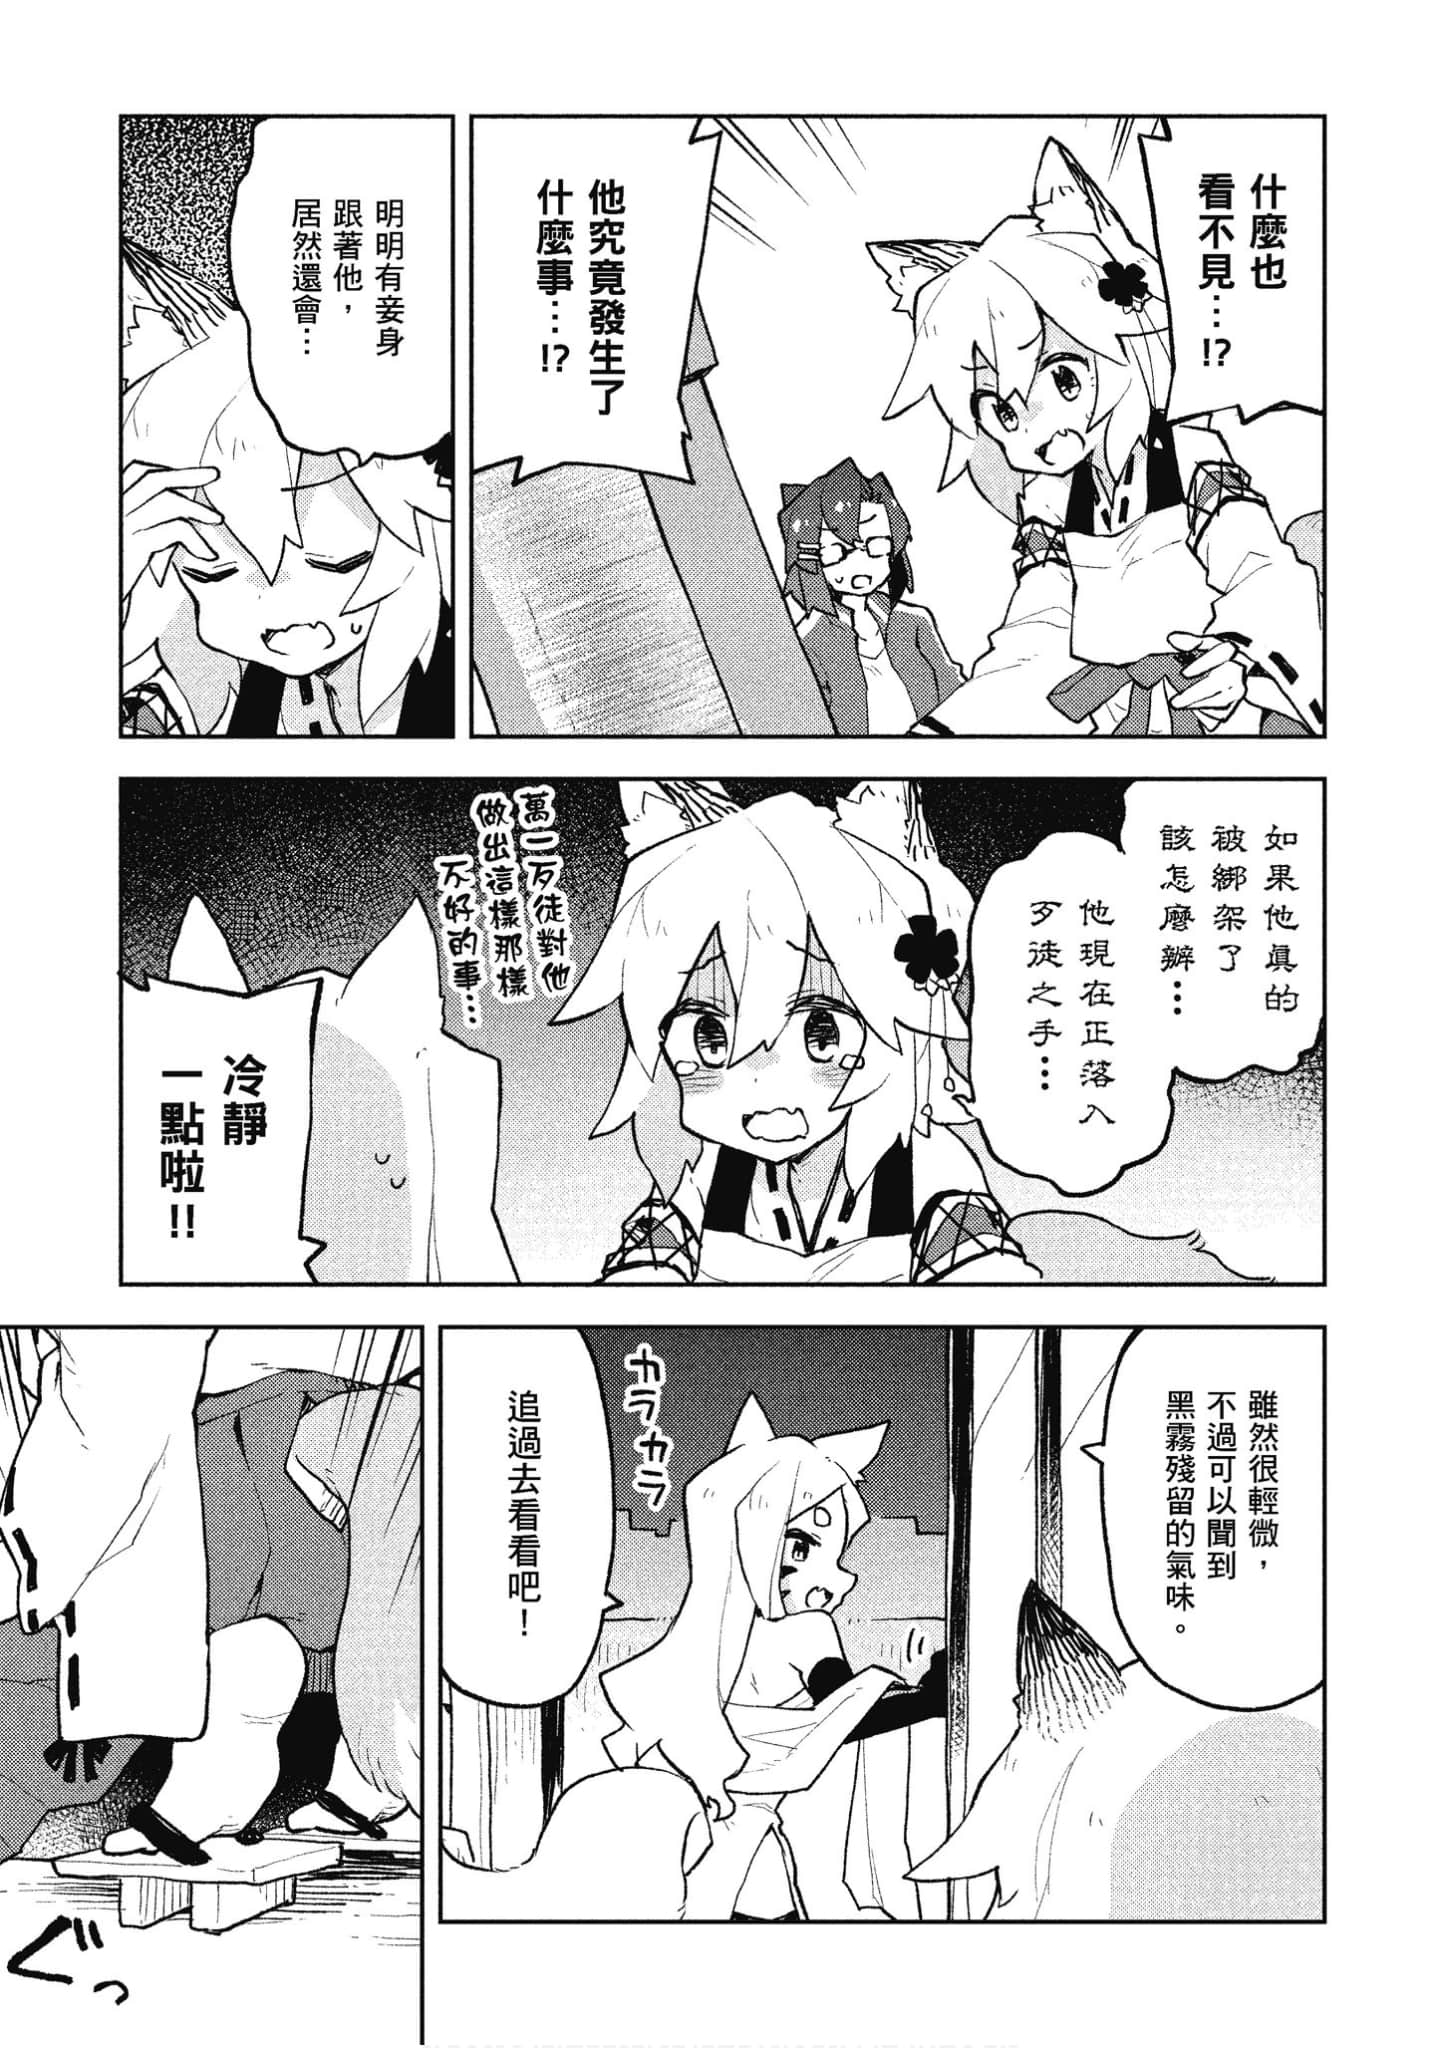 什麼也
看不見…⁉
他究竟發生了
什麼事…⁉
明明有妾身
跟著他，
居然還會…
如果他真的
被綁架了
該怎麼辦…
他現在正落入
歹徒之手…
萬一歹徒對他
做出這樣那樣
不好的事…
冷靜
一點啦!!
雖然很輕微，
不過可以聞到
黑霧殘留的氣味。
カラカラ
追過去看看吧！
ぐっ